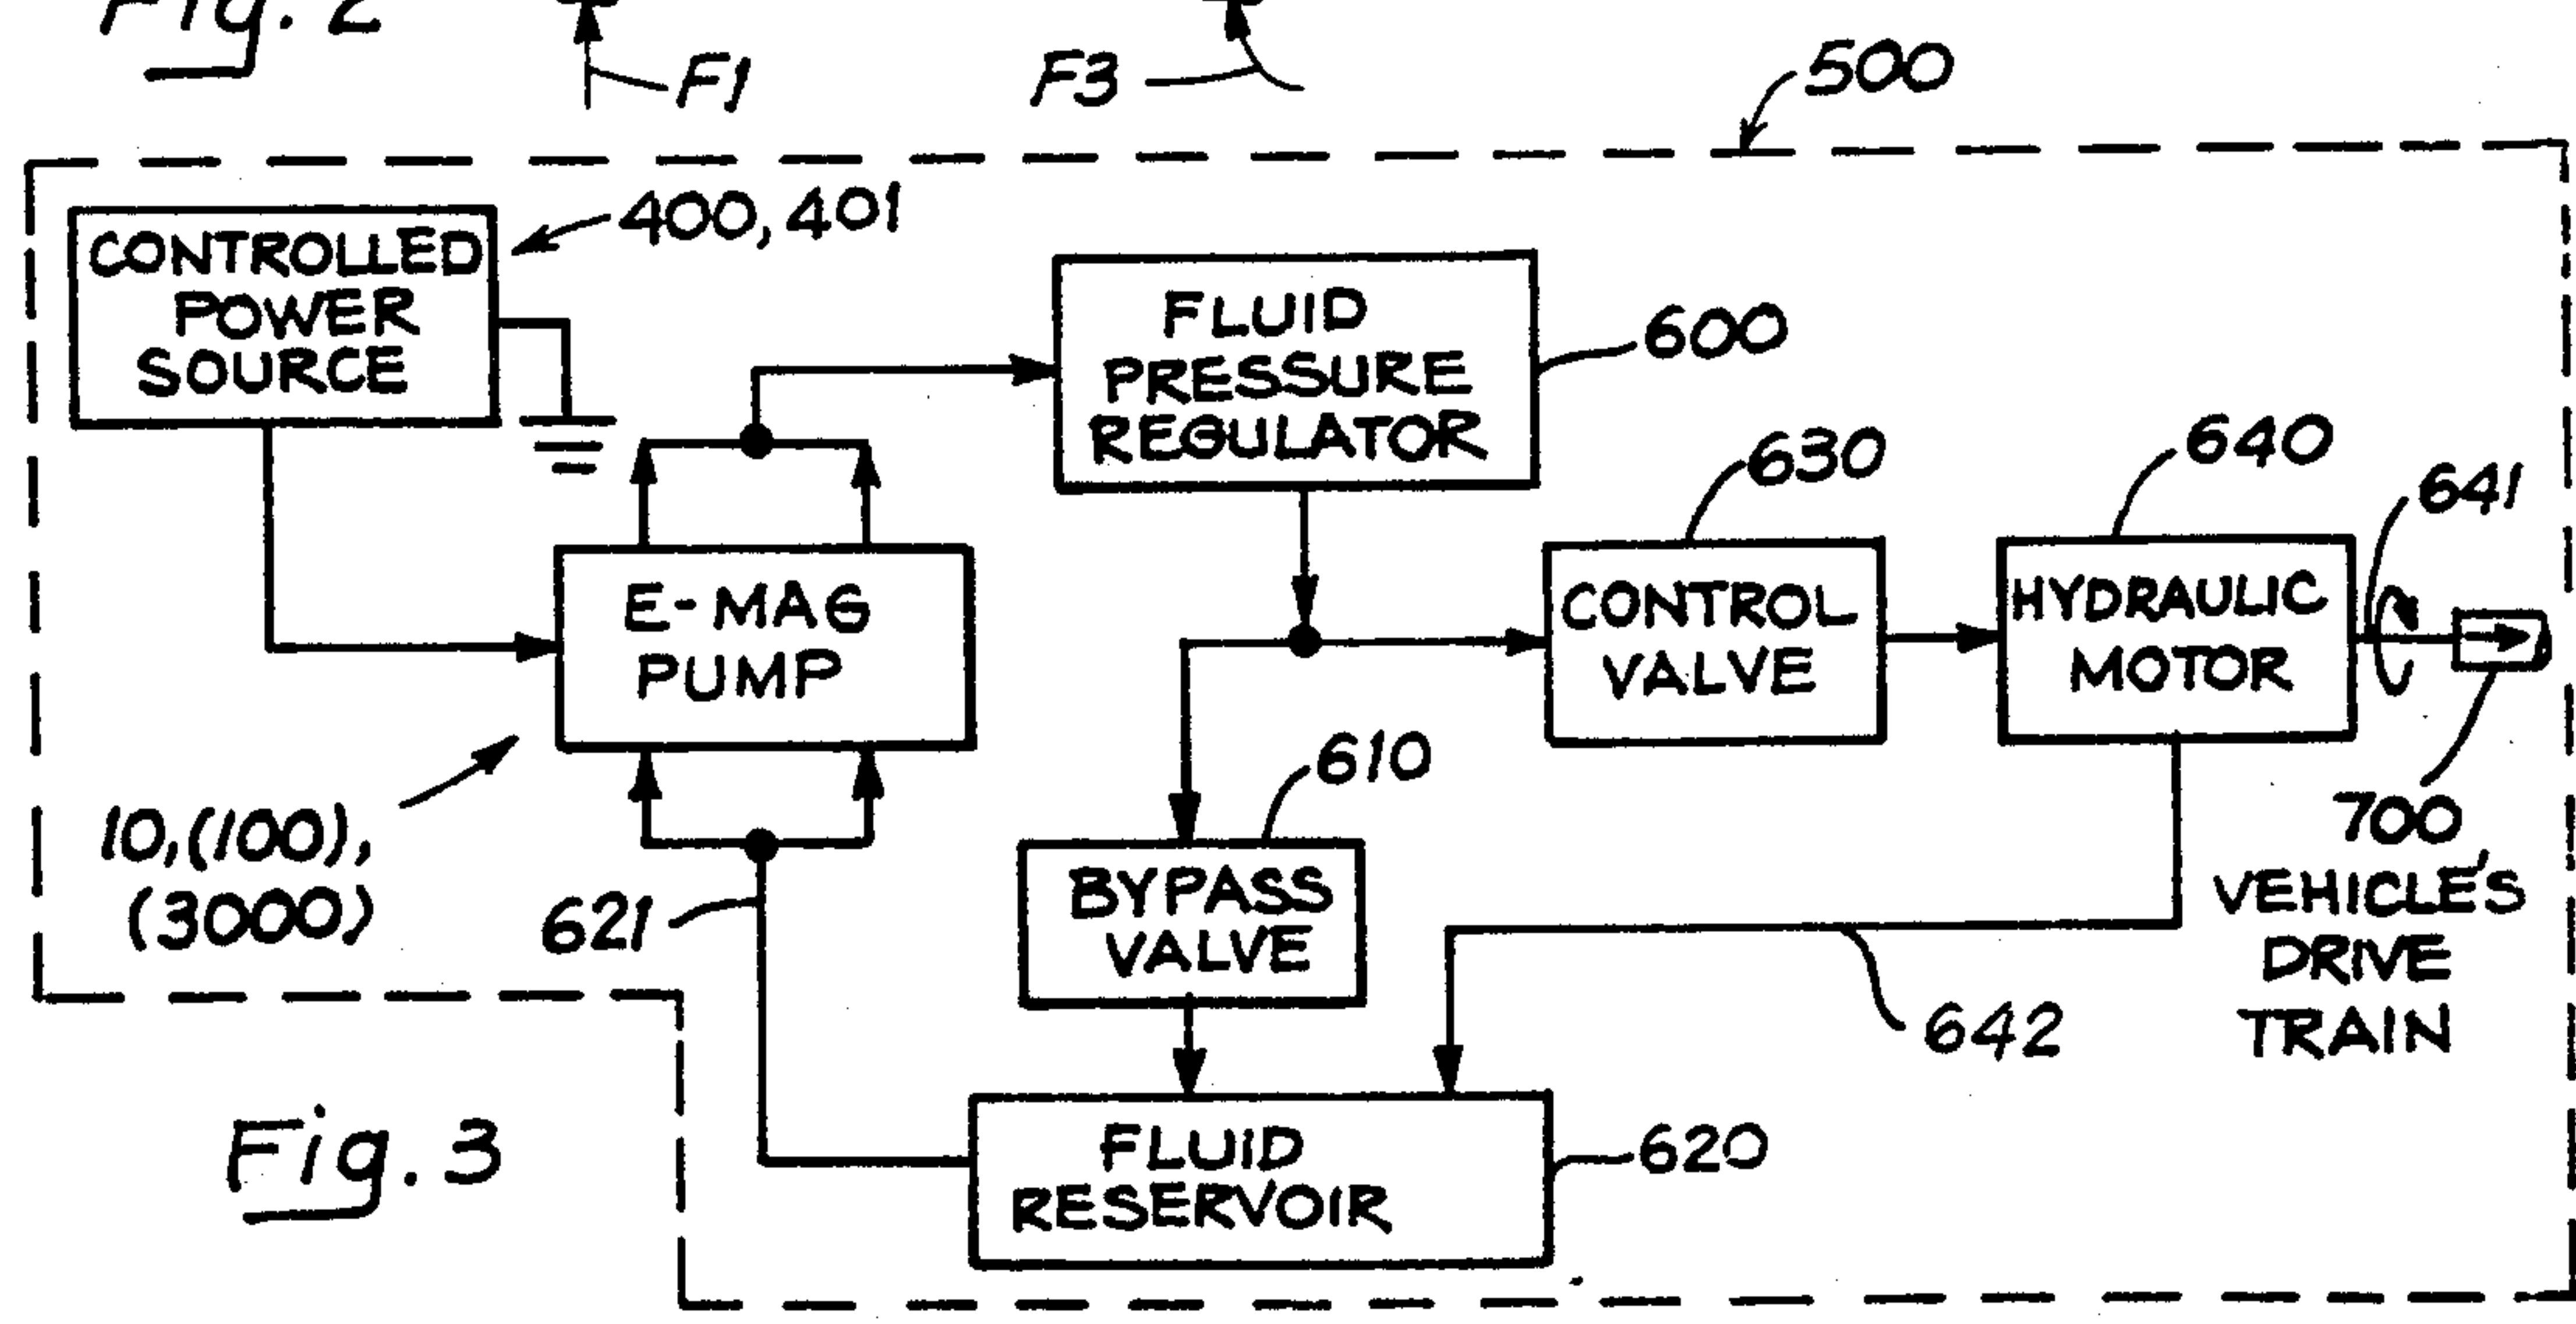 Fig. 2
F1
F3
500
CONTROLLED
POWER
SOURCE
400, 401
FLUID
PRESSURE
REGULATOR
600
E-MAG
PUMP
10, (100),
(3000)
CONTROL
VALVE
630
HYDRAULIC
MOTOR
640
641
700
VEHICLE'S
DRIVE
TRAIN
BYPASS
VALVE
610
621
642
FLUID
RESERVOIR
620
Fig. 3